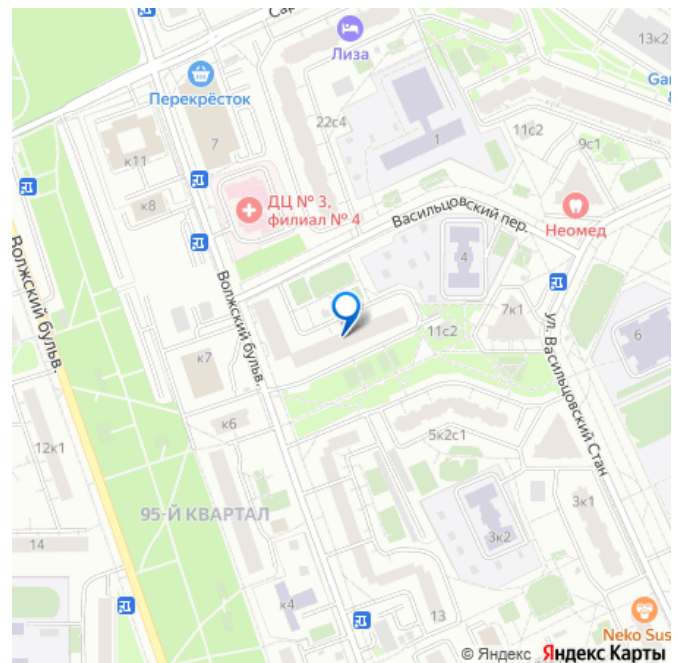 Лиза
13к2
Перекрёсток
22с4
7
к11
1
11с2
9с1
к8
ДЦ № 3,
филиал № 4
Васильцовский пер.
Неомед
Волжский бульв.
Волжский бульв.
4
7к1
11с2
6
ул. Васильцовский Стан
к7
к6
12к1
5к2с1
95-Й КВАРТАЛ
3к1
3к2
14
к4
13
Neko Sus
© Яндекс Яндекс Карты